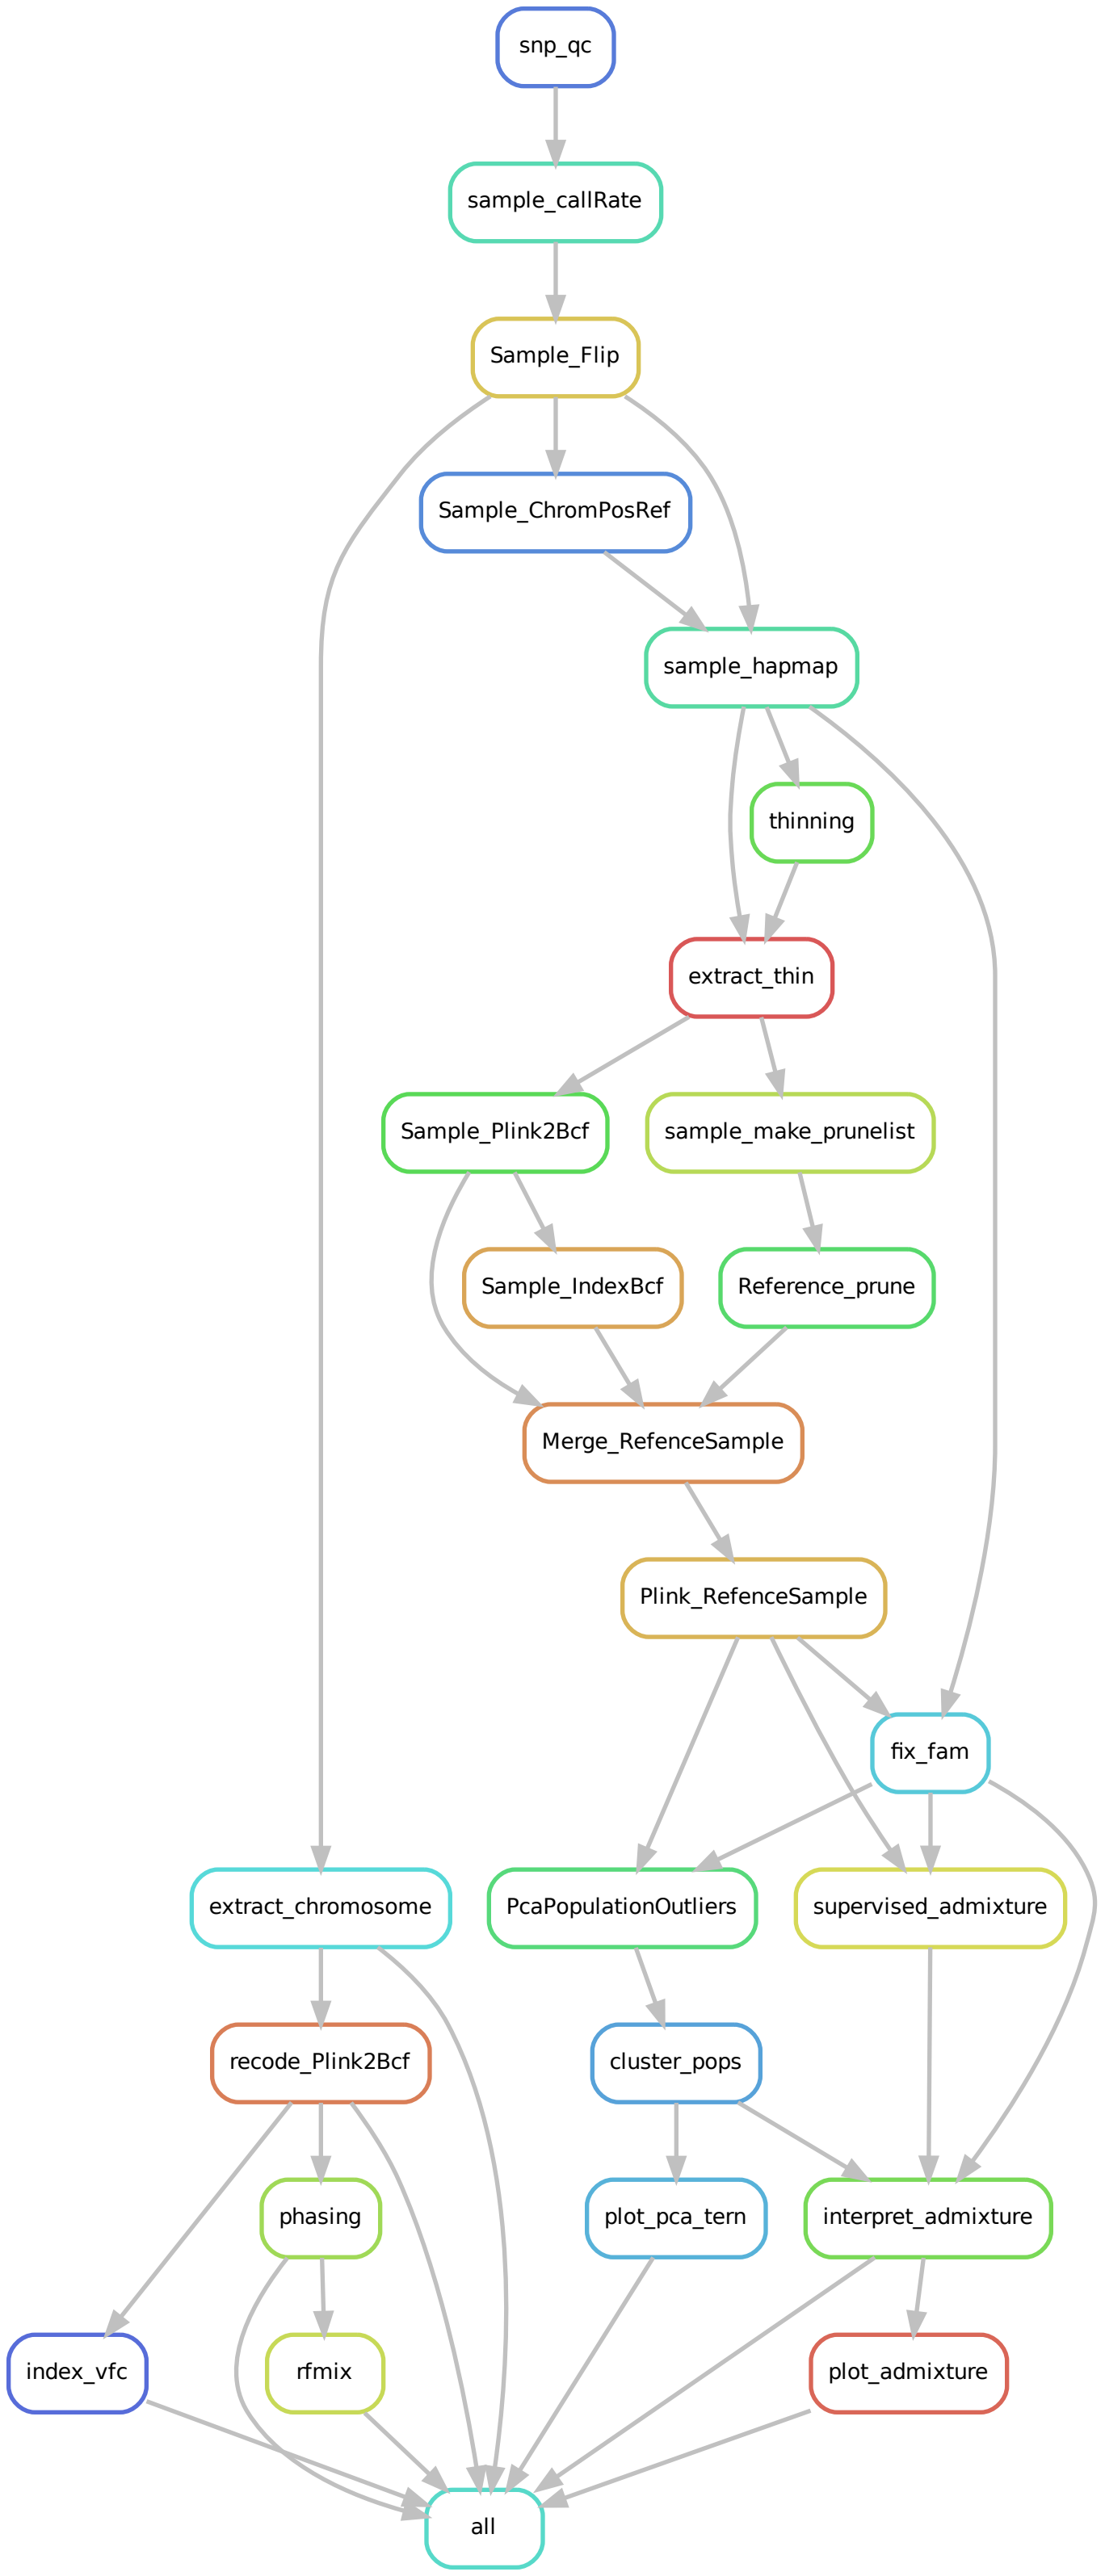 snp_qc
sample_callRate
Sample_Flip
Sample_ChromPosRef
sample_hapmap
thinning
extract_thin
Sample_Plink2Bcf
sample_make_prunelist
Sample_IndexBcf
Reference_prune
Merge_RefenceSample
Plink_RefenceSample
fix_fam
extract_chromosome
PcaPopulationOutliers
supervised_admixture
recode_Plink2Bcf
cluster_pops
phasing
plot_pca_tern
interpret_admixture
index_vfc
rfmix
plot_admixture
all